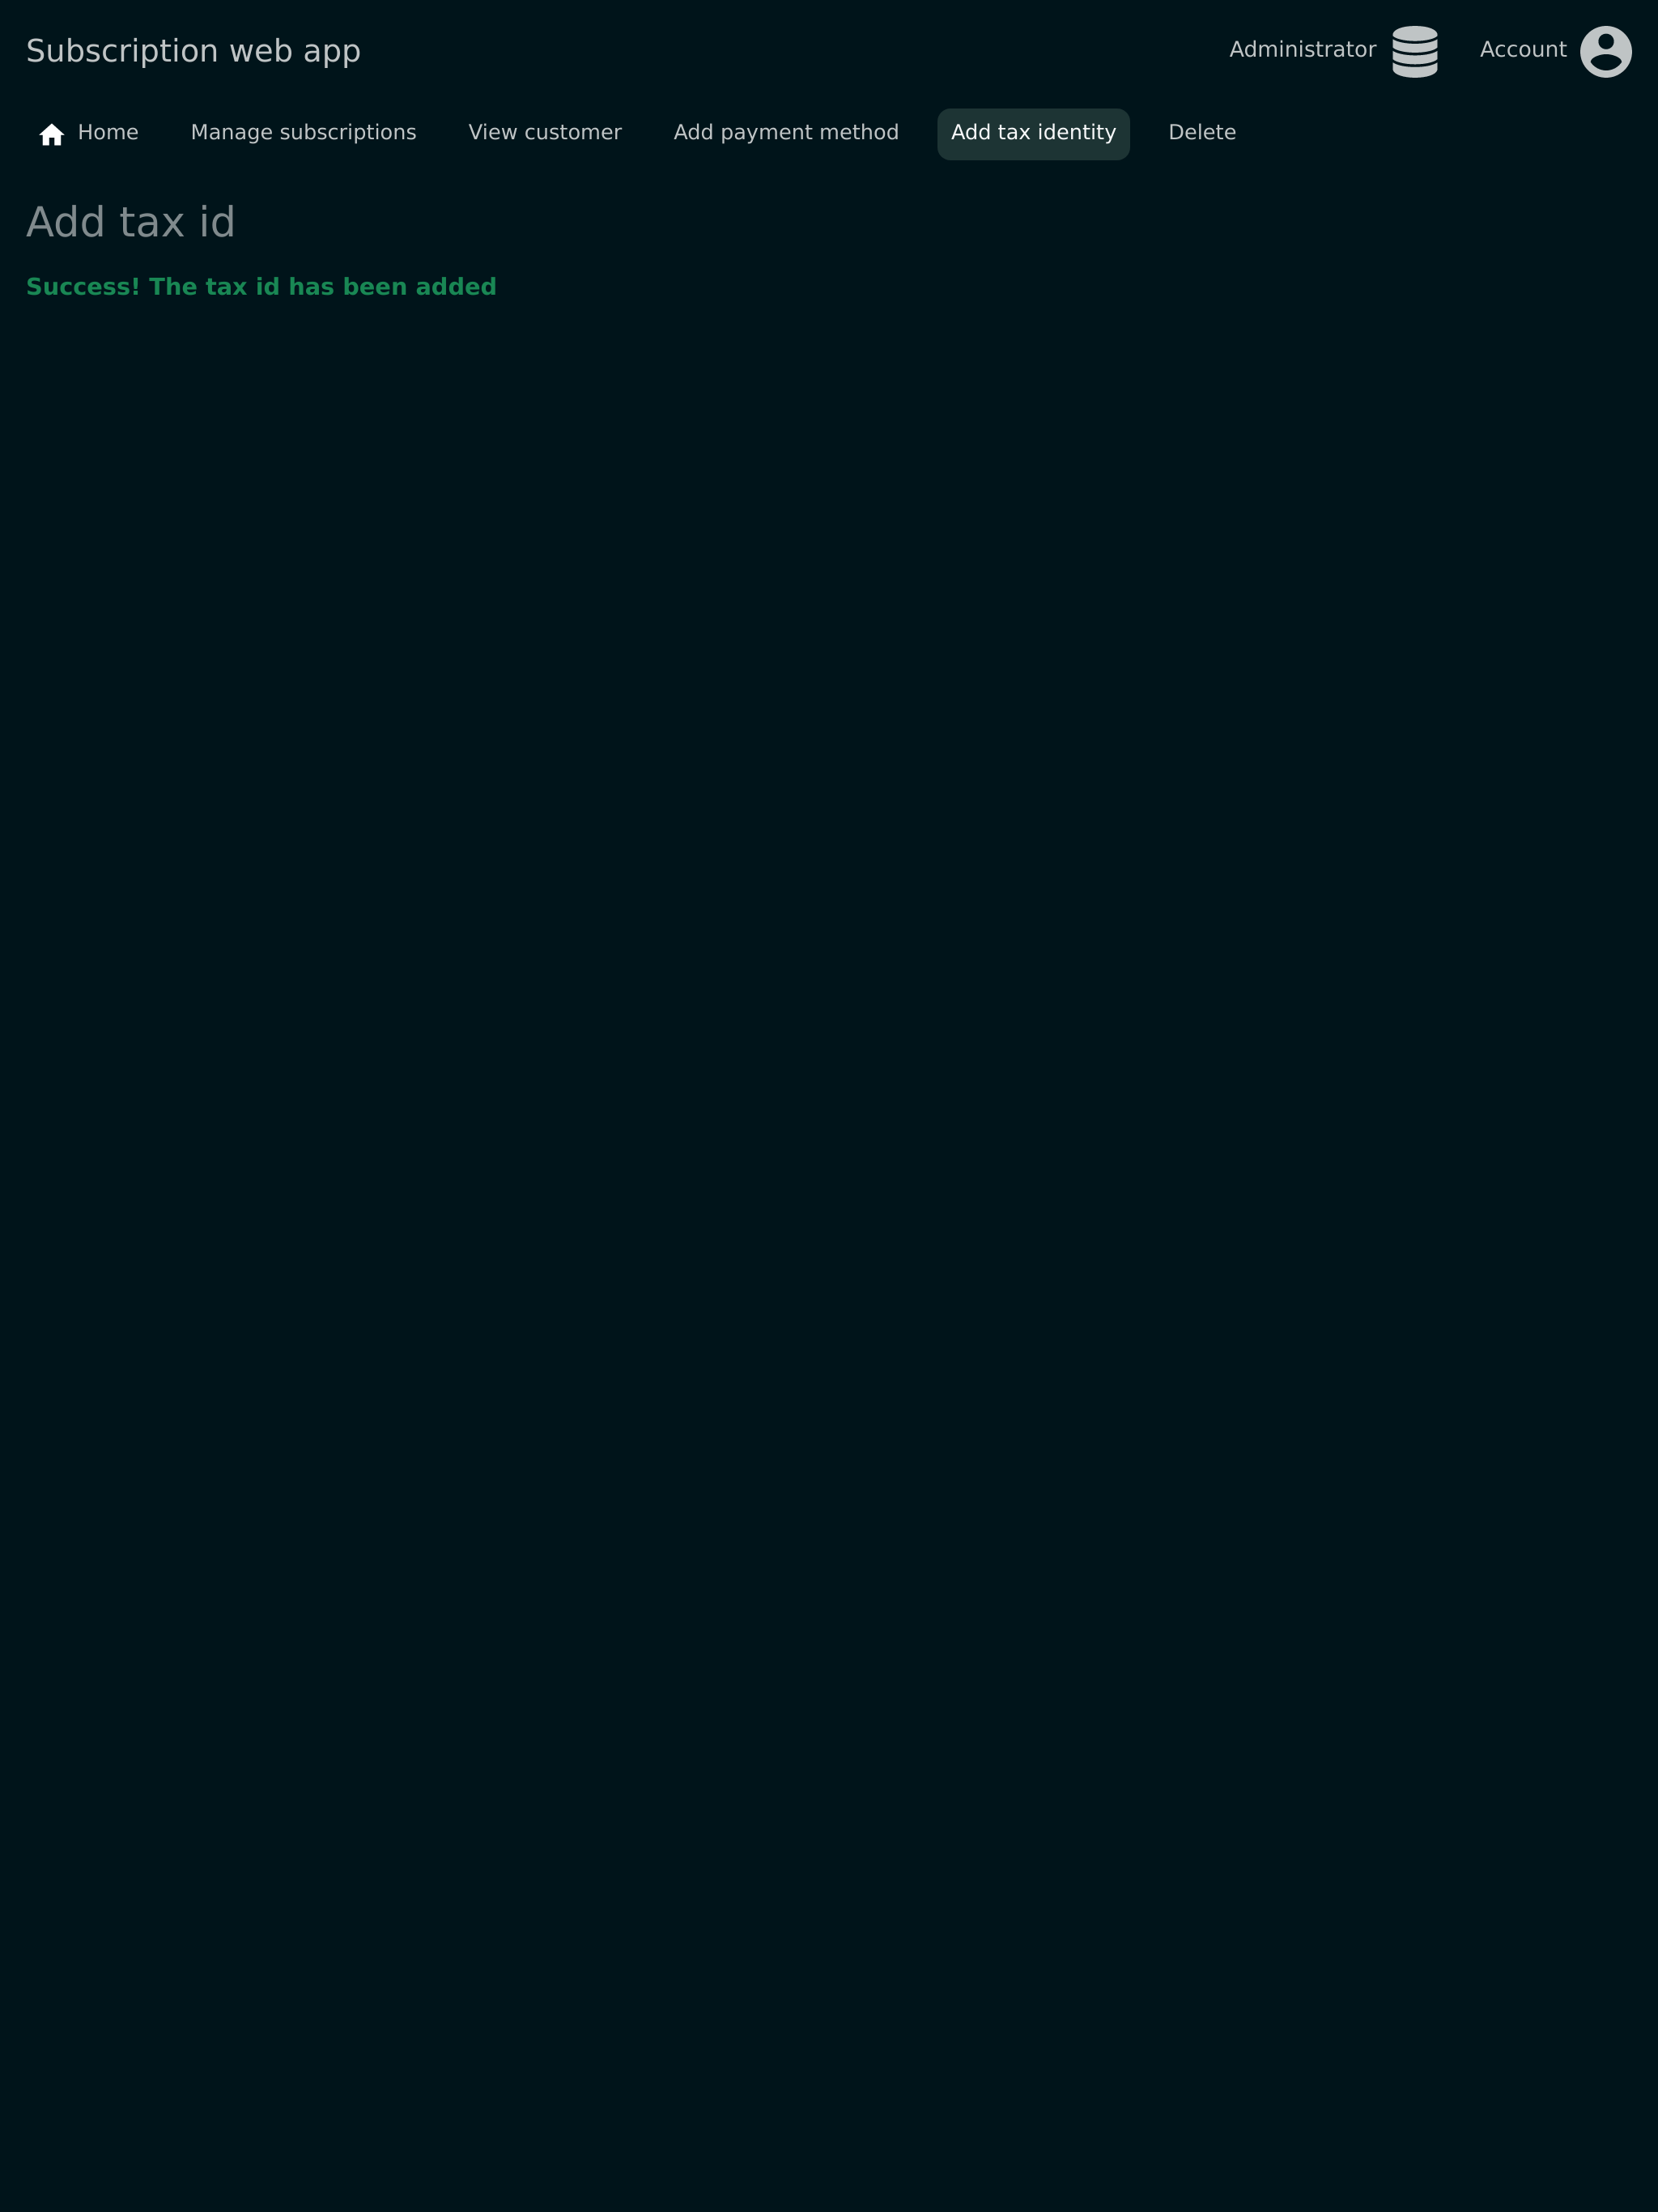 Subscription web app
Administrator
Account
Home
Manage subscriptions
View customer
Add payment method
Add tax identity
Delete
Add tax id
Success! The tax id has been added